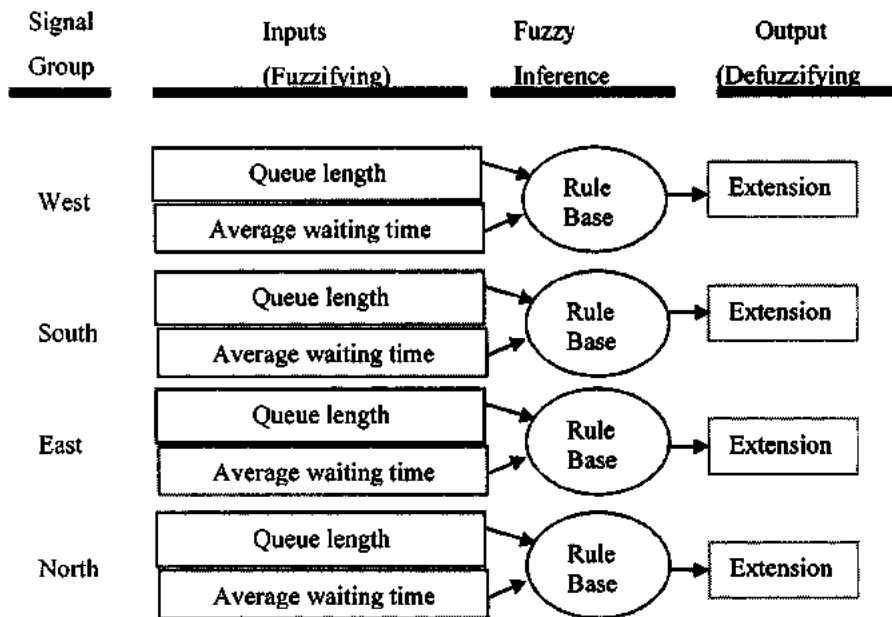 Signal Group
Inputs (Fuzzifying)
Fuzzy Inference
Output (Defuzzifying
West
Queue length
Average waiting time
Rule Base
Extension
South
Queue length
Average waiting time
Rule Base
Extension
East
Queue length
Average waiting time
Rule Base
Extension
North
Queue length
Average waiting time
Rule Base
Extension